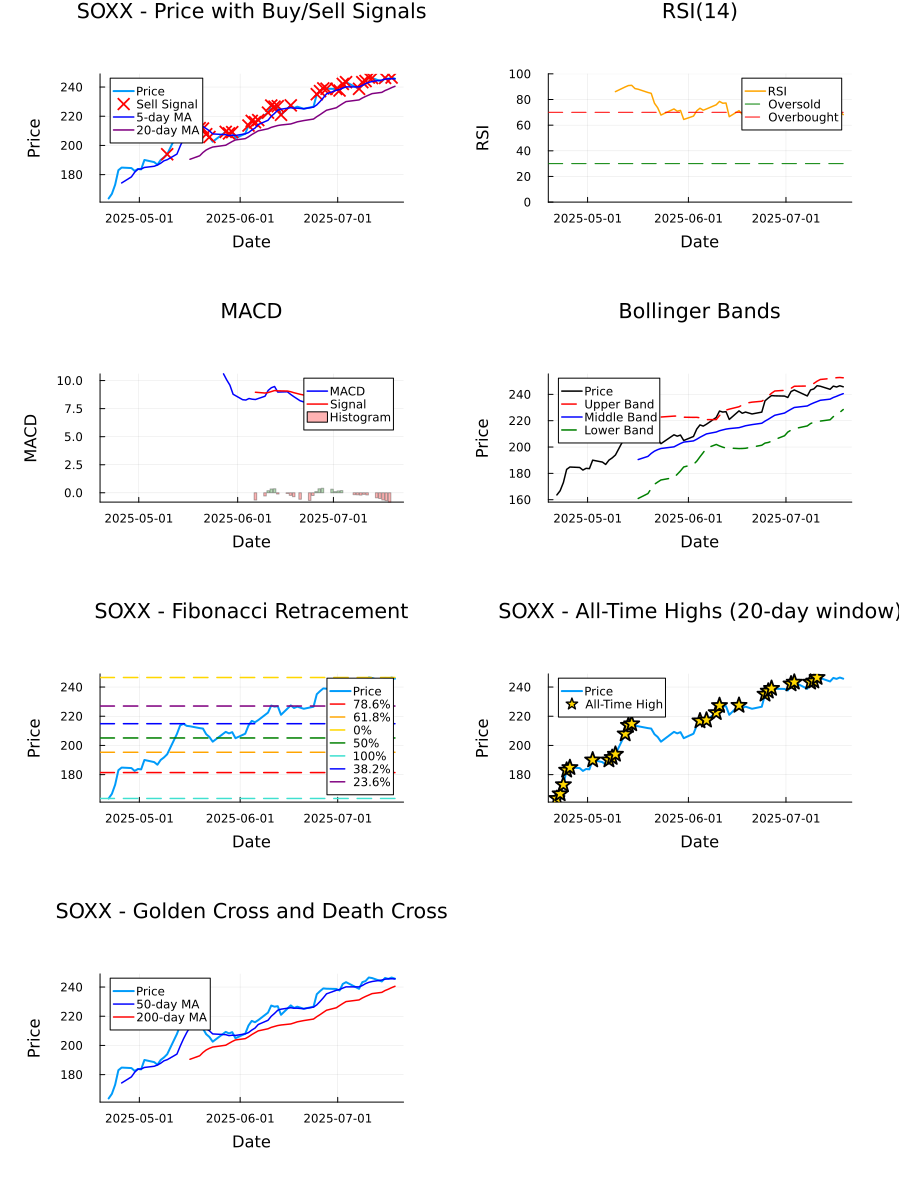 SOXX - Price with Buy/Sell Signals
Price
240
220
200
180
Price
Sell Signal
5-day MA
20-day MA
2025-05-01
2025-06-01
2025-07-01
Date
RSI(14)
RSI
100
80
60
40
20
0
RSI
Oversold
Overbought
2025-05-01
2025-06-01
2025-07-01
Date
MACD
MACD
10.0
7.5
5.0
2.5
0.0
MACD
Signal
Histogram
2025-05-01
2025-06-01
2025-07-01
Date
Bollinger Bands
Price
240
220
200
180
160
Price
Upper Band
Middle Band
Lower Band
2025-05-01
2025-06-01
2025-07-01
Date
SOXX - Fibonacci Retracement
Price
240
220
200
180
Price
78.6%
61.8%
0%
50%
100%
38.2%
23.6%
2025-05-01
2025-06-01
2025-07-01
Date
SOXX - All-Time Highs (20-day window)
Price
240
220
200
180
Price
All-Time High
2025-05-01
2025-06-01
2025-07-01
Date
SOXX - Golden Cross and Death Cross
Price
240
220
200
180
Price
50-day MA
200-day MA
2025-05-01
2025-06-01
2025-07-01
Date